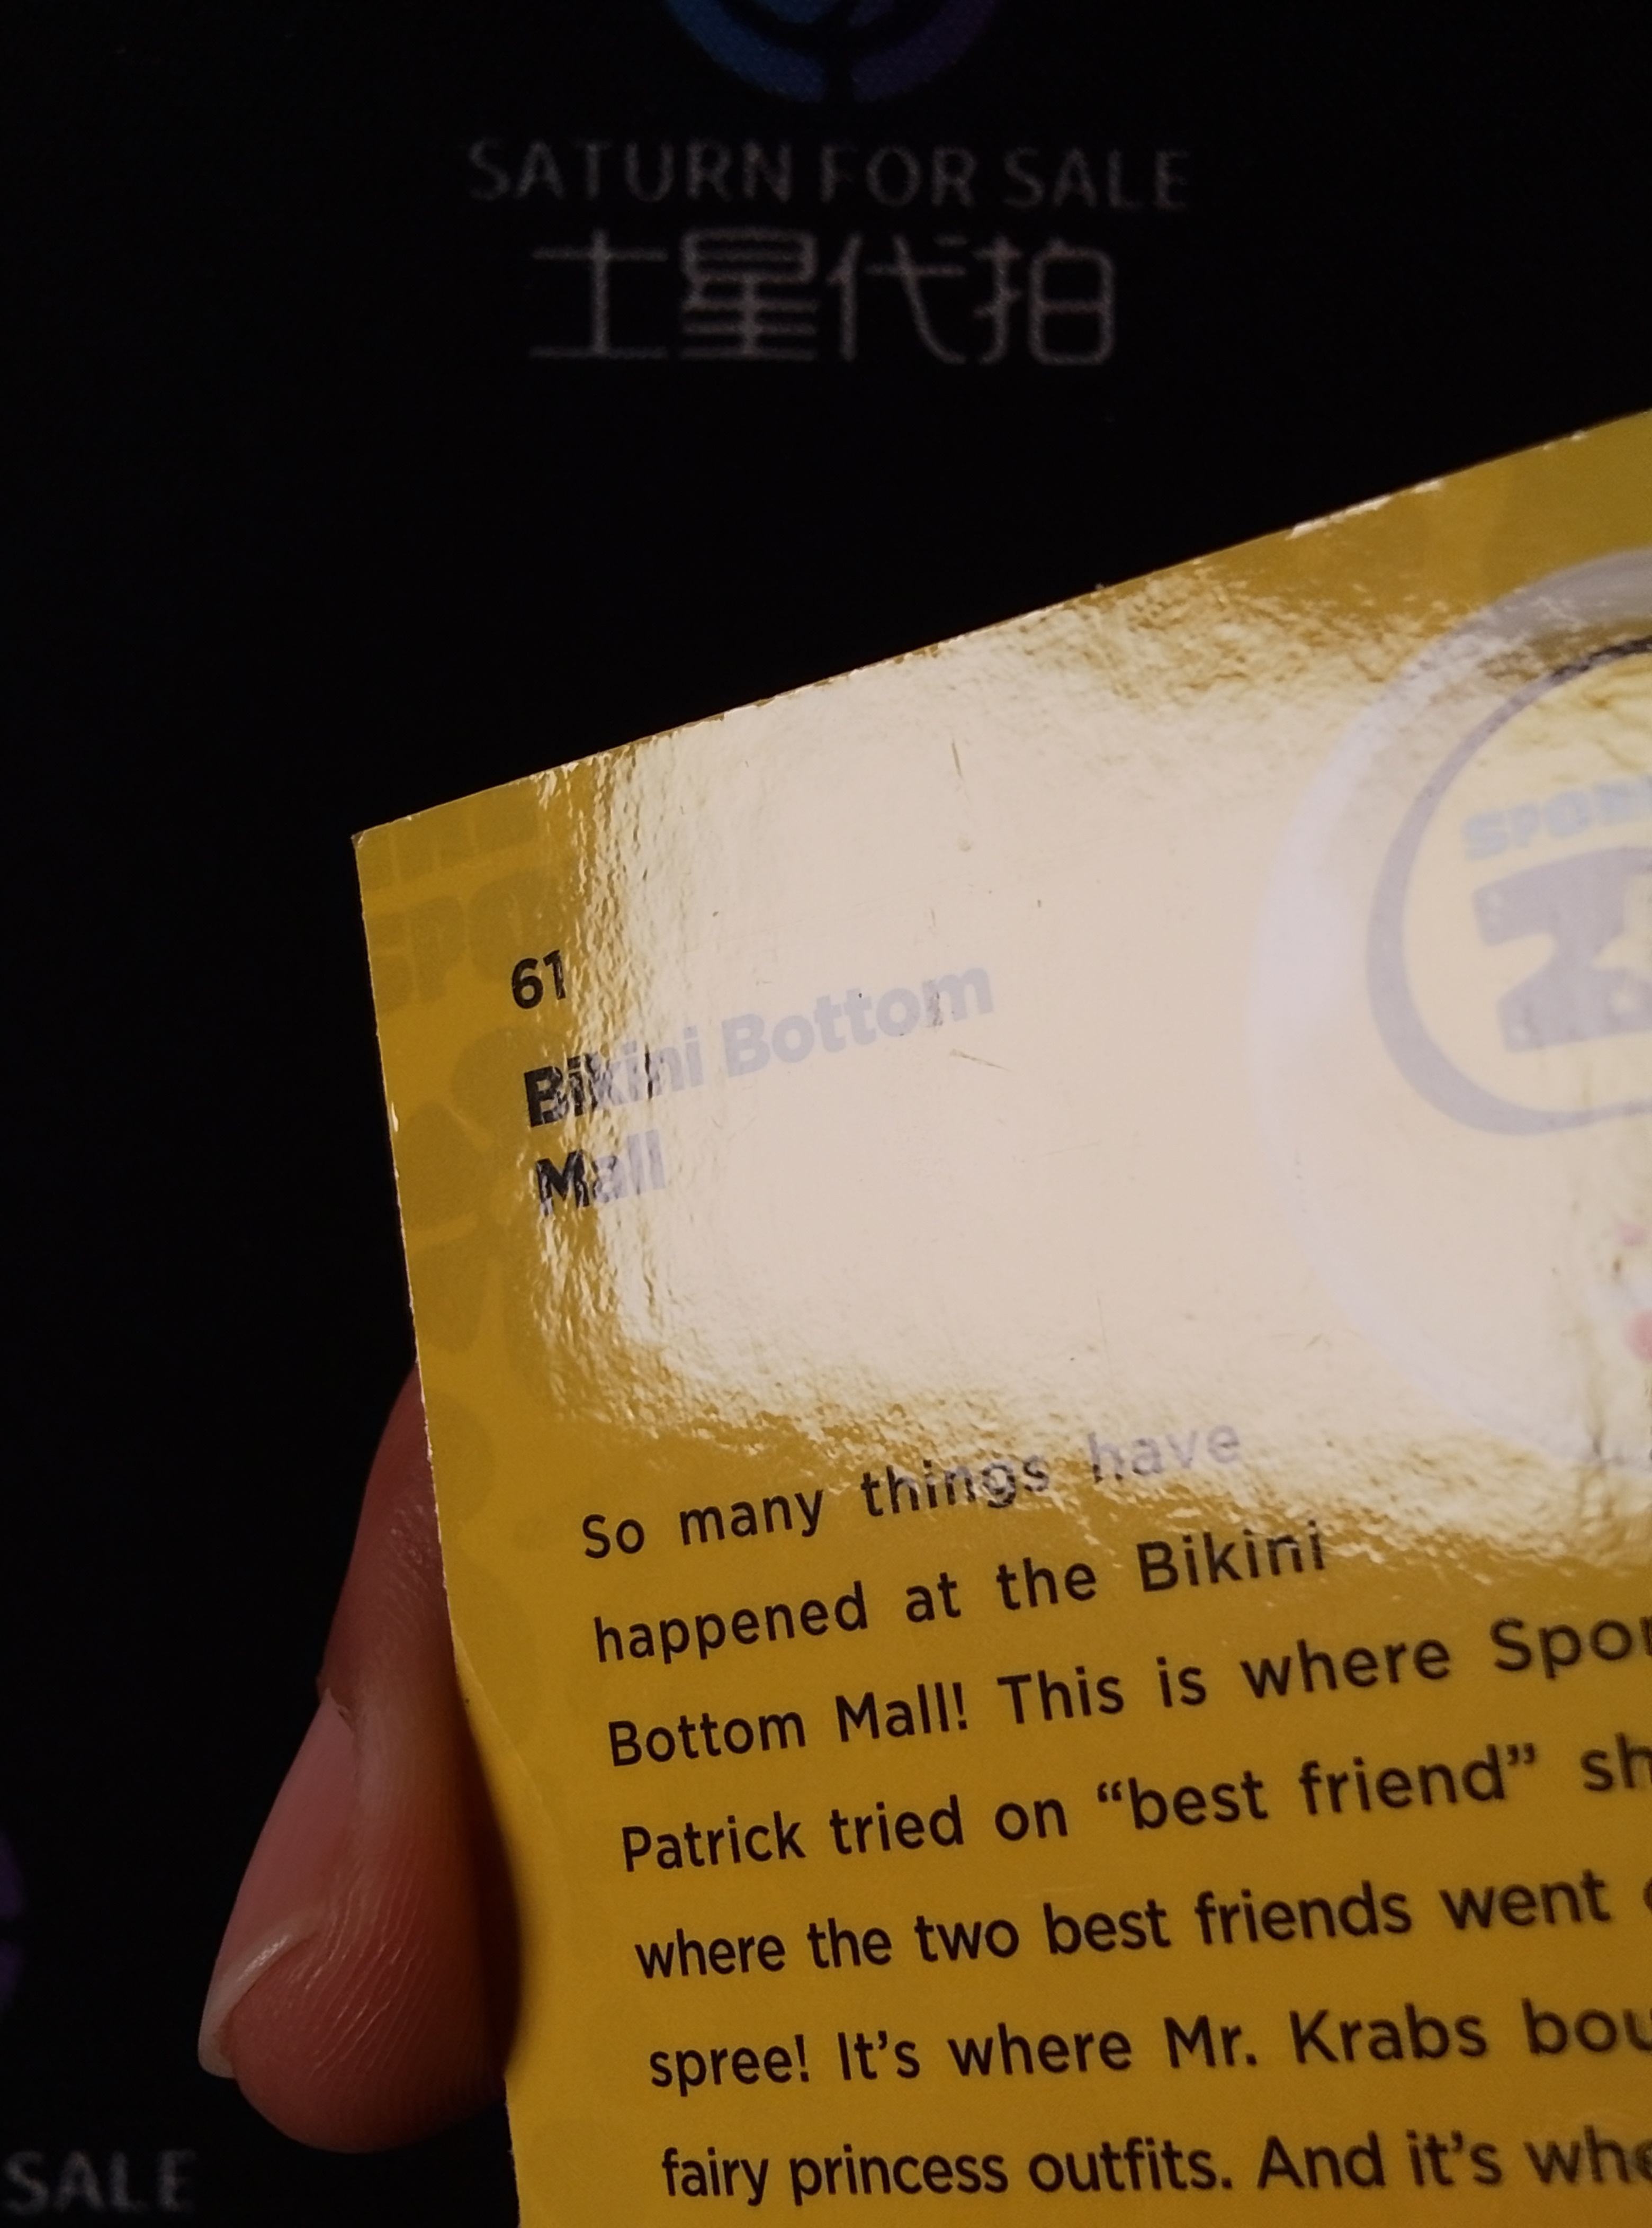 SATURN FOR SALE
土星代拍
61
Bikini Bottom
Mall
So many things have
happened at the Bikini
Bottom Mall! This is where
Patrick tried on “best friend”
where the two best friends went
spree! It’s where Mr. Krabs
fairy princess outfits. And it’s
SALE